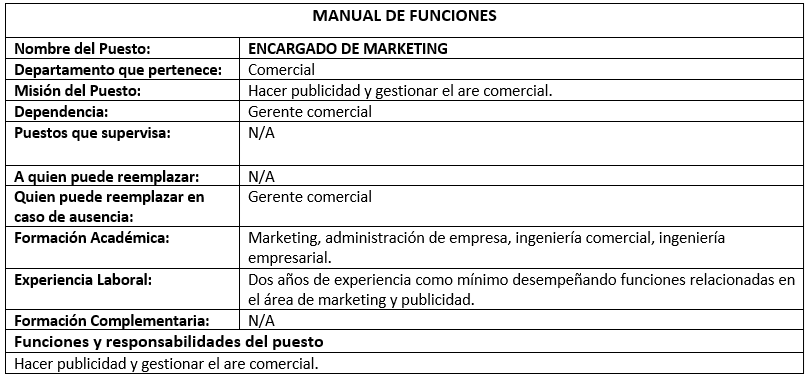 MANUAL DE FUNCIONES
Nombre del Puesto: ENCARGADO DE MARKETING
Departamento que pertenece: Comercial
Misión del Puesto: Hacer publicidad y gestionar el are comercial.
Dependencia: Gerente comercial
Puestos que supervisa: N/A
A quien puede reemplazar: N/A
Quien puede reemplazar en Gerente comercial
caso de ausencia:
Formación Académica: Marketing, administración de empresa, ingeniería comercial, ingeniería
empresarial.
Experiencia Laboral: Dos años de experiencia como mínimo desempeñando funciones relacionadas en
el área de marketing y publicidad.
Formación Complementaria: N/A
Funciones y responsabilidades del puesto
Hacer publicidad y gestionar el are comercial.